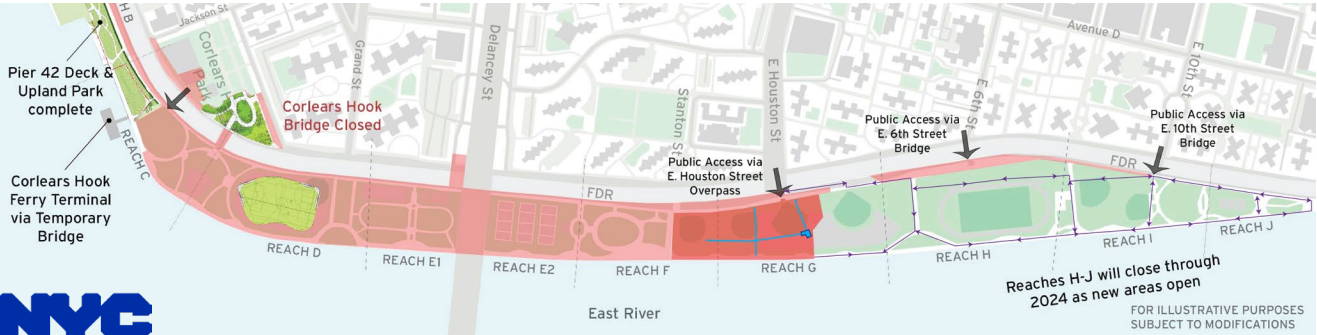 H B
Jackson St
Pier 42 Deck &
Upland Park
complete
Corlears H
Park
Corlears Hook
Bridge Closed
Grand St
Delancey St
Stanton St
E Houston St
E 6th St
Avenue D
E 10th St
Public Access via
E. Houston Street
Overpass
Public Access via
E. 6th Street
Bridge
Public Access via
E. 10th Street
Bridge
FDR
FDR
Corlears Hook
Ferry Terminal
via Temporary
Bridge
REACH C
REACH D
REACH E1
REACH E2
REACH F
REACH G
REACH H
REACH I
REACH J
Reaches H-J will close through
2024 as new areas open
East River
NYC
FOR ILLUSTRATIVE PURPOSES
SUBJECT TO MODIFICATIONS